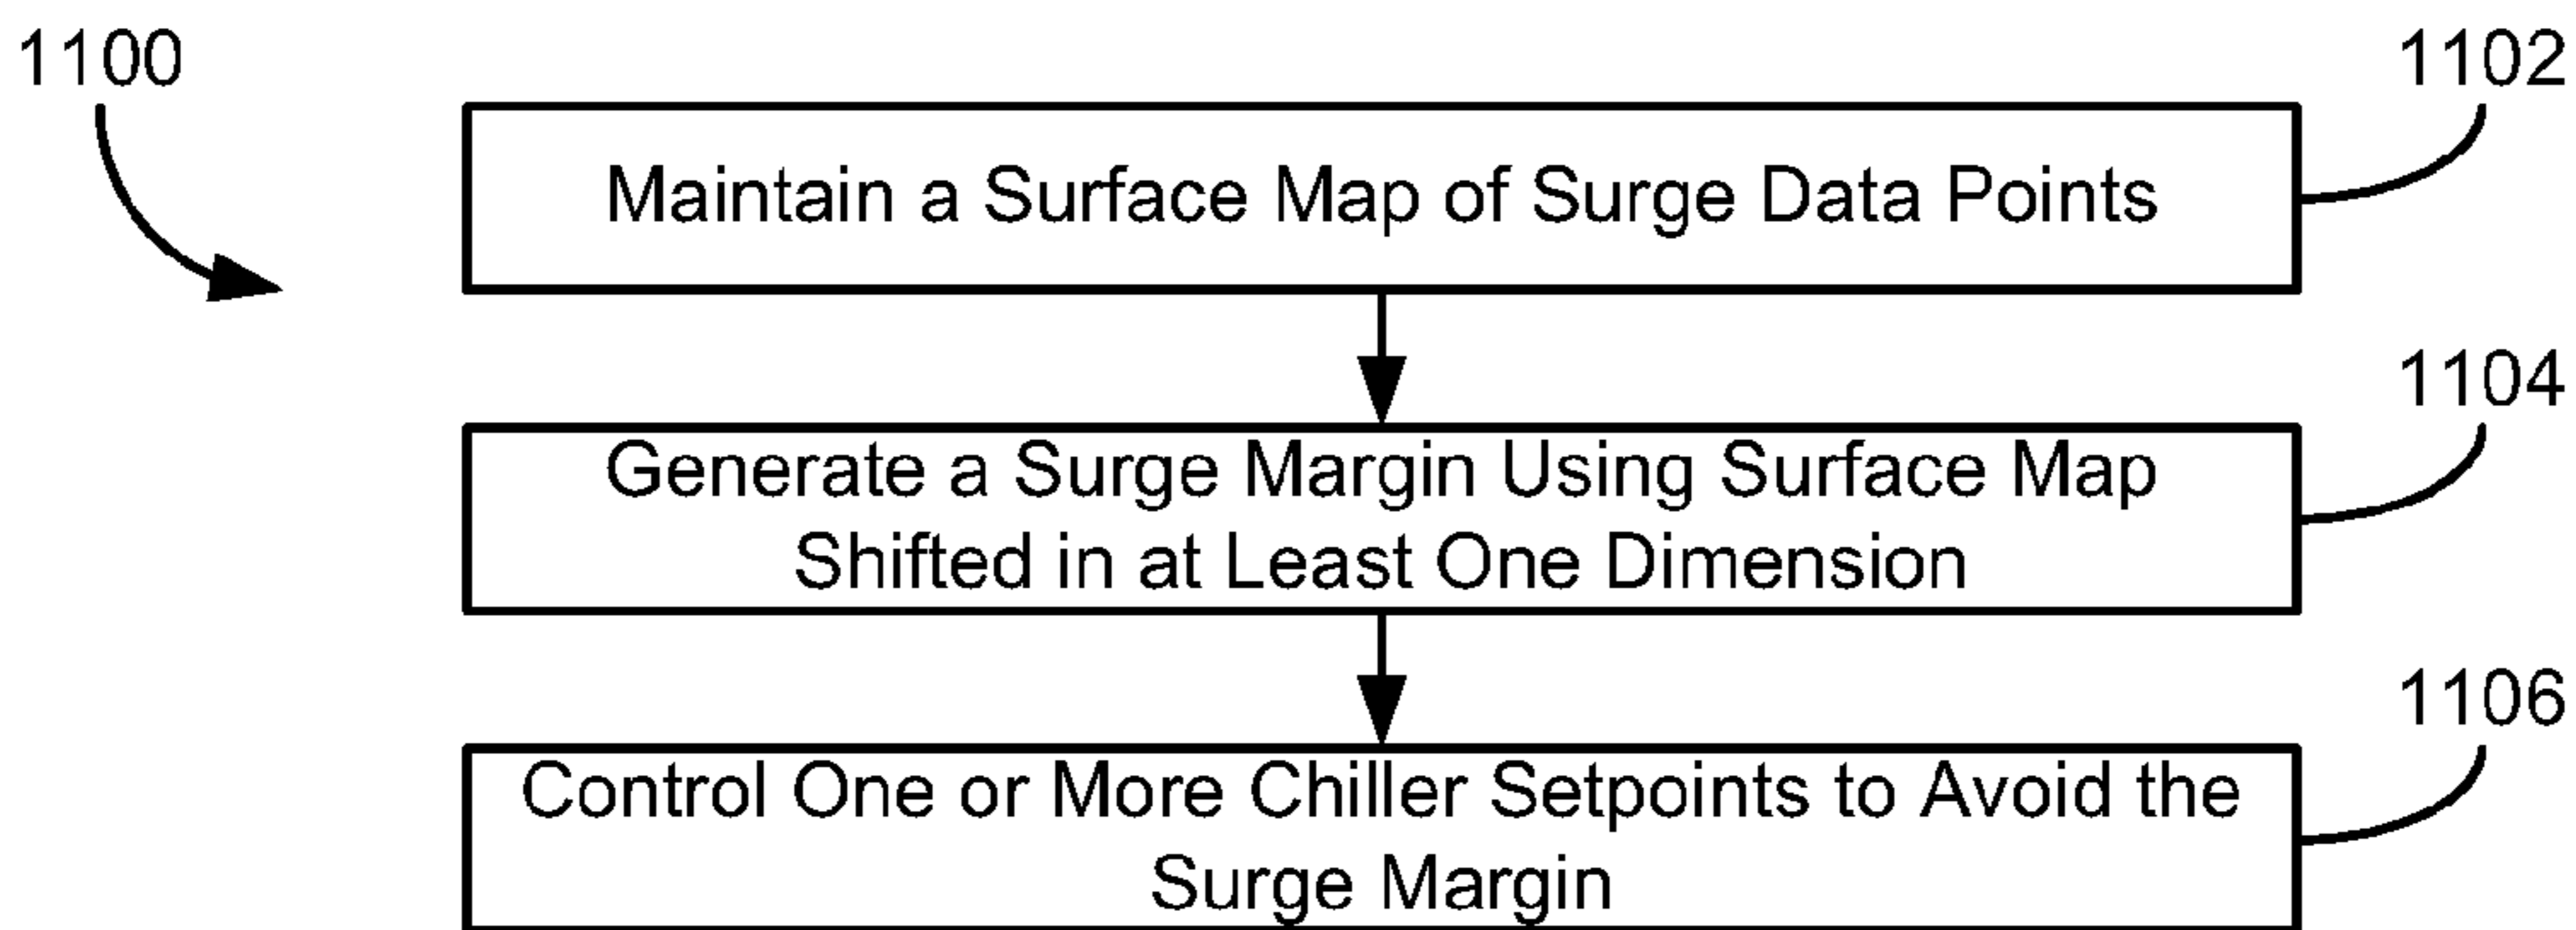 1100
1102
Maintain a Surface Map of Surge Data Points
1104
Generate a Surge Margin Using Surface Map
Shifted in at Least One Dimension
1106
Control One or More Chiller Setpoints to Avoid the
Surge Margin